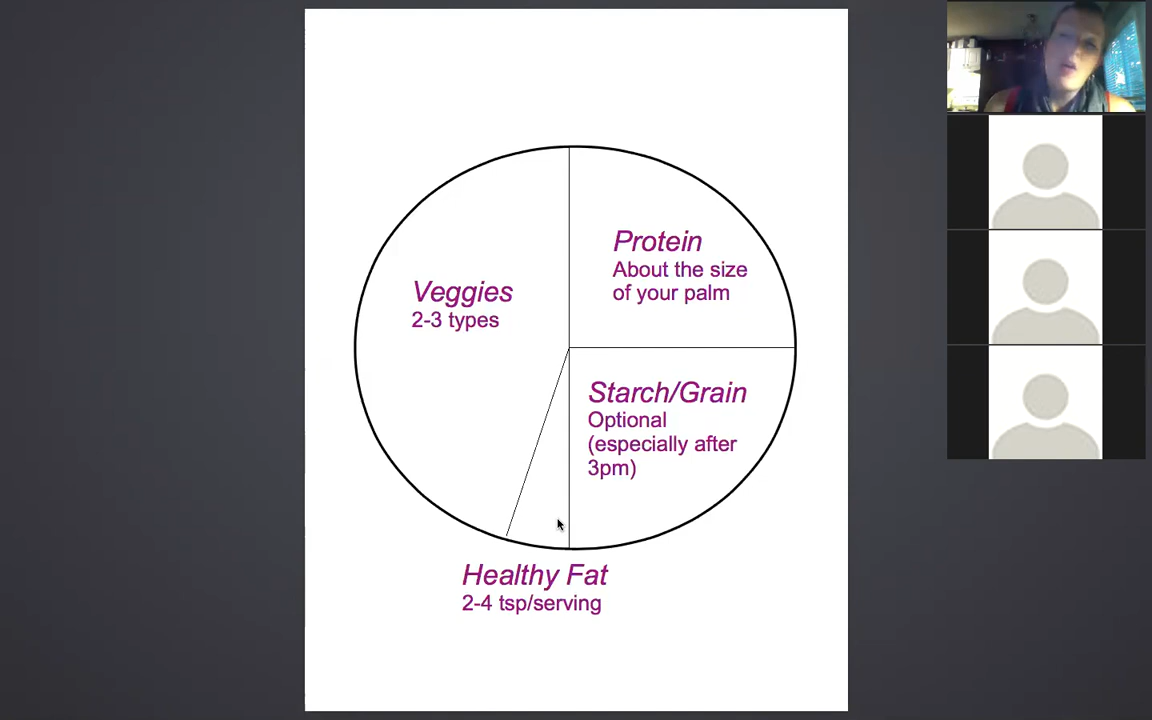 Protein
About the size
of your palm
Veggies
2-3 types
Starch/Grain
Optional
(especially after
3pm)
Healthy Fat
2-4 tsp/serving